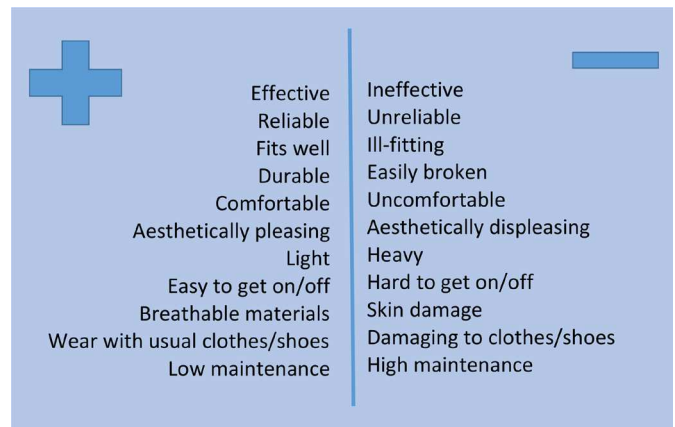 Effective
Reliable
Fits well
Durable
Comfortable
Aesthetically pleasing
Light
Easy to get on/off
Breathable materials
Wear with usual clothes/shoes
Low maintenance
Ineffective
Unreliable
Ill-fitting
Easily broken
Uncomfortable
Aesthetically displeasing
Heavy
Hard to get on/off
Skin damage
Damaging to clothes/shoes
High maintenance